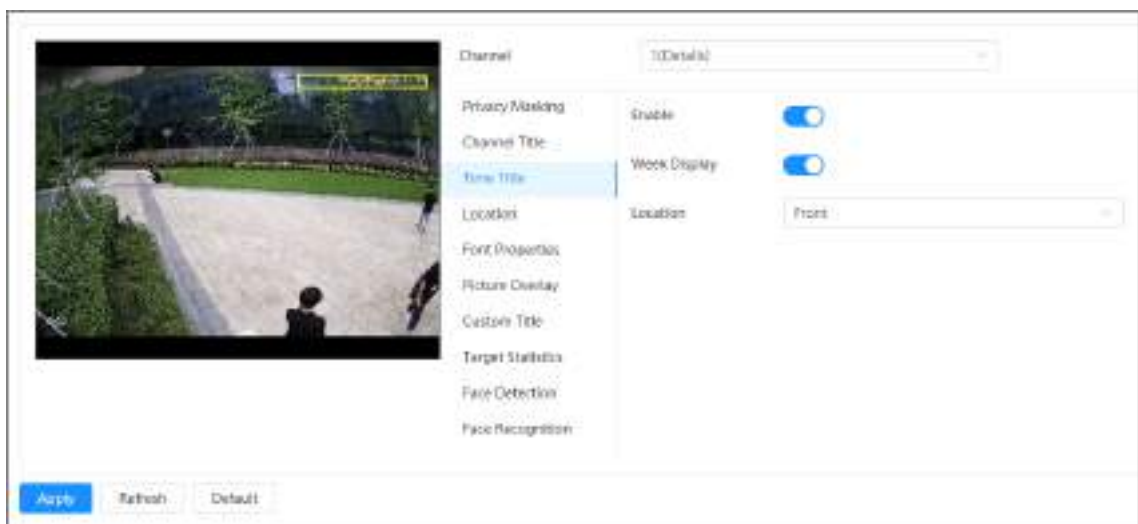 Channel
1(Details)
Privacy Masking
Channel Title
Time Title
Location
Font Properties
Picture Overlay
Custom Title
Target Statistics
Face Detection
Face Recognition
Enable
Week Display
Location
Front
Apply
Refresh
Default